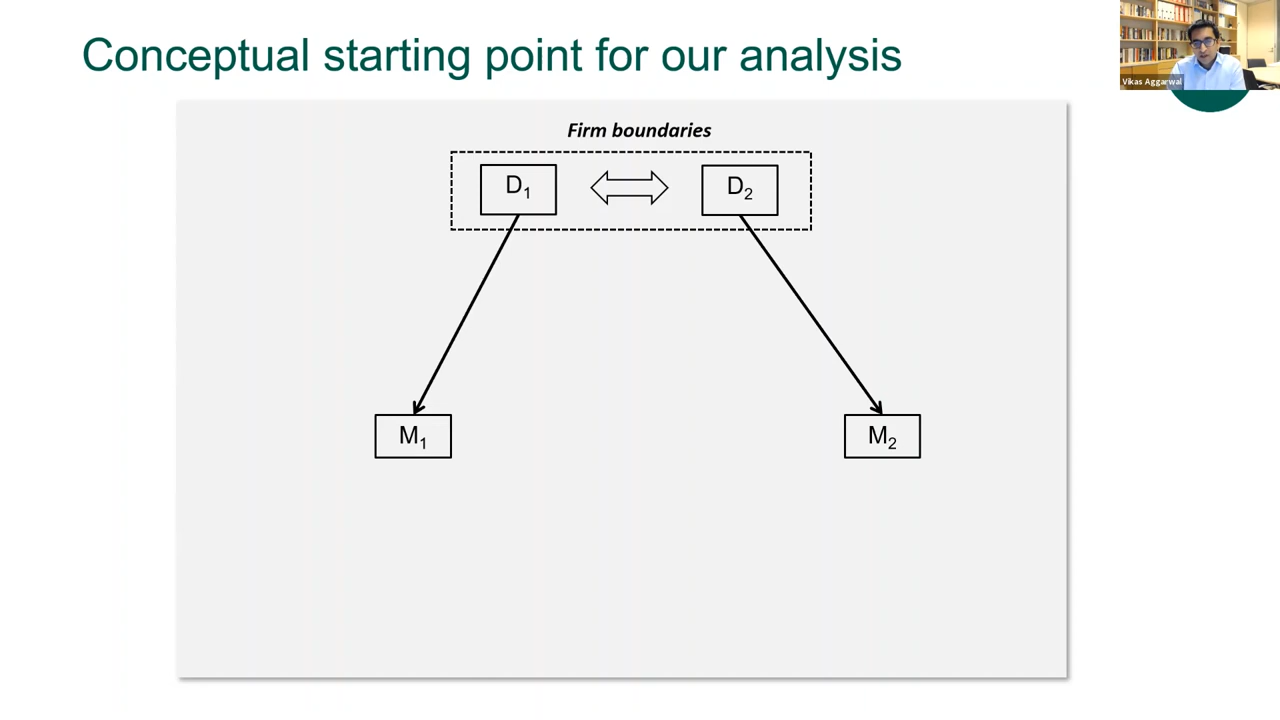 Conceptual starting point for our analysis
Vikas Aggarwal
Firm boundaries
D₁
D₂
M₁
M₂